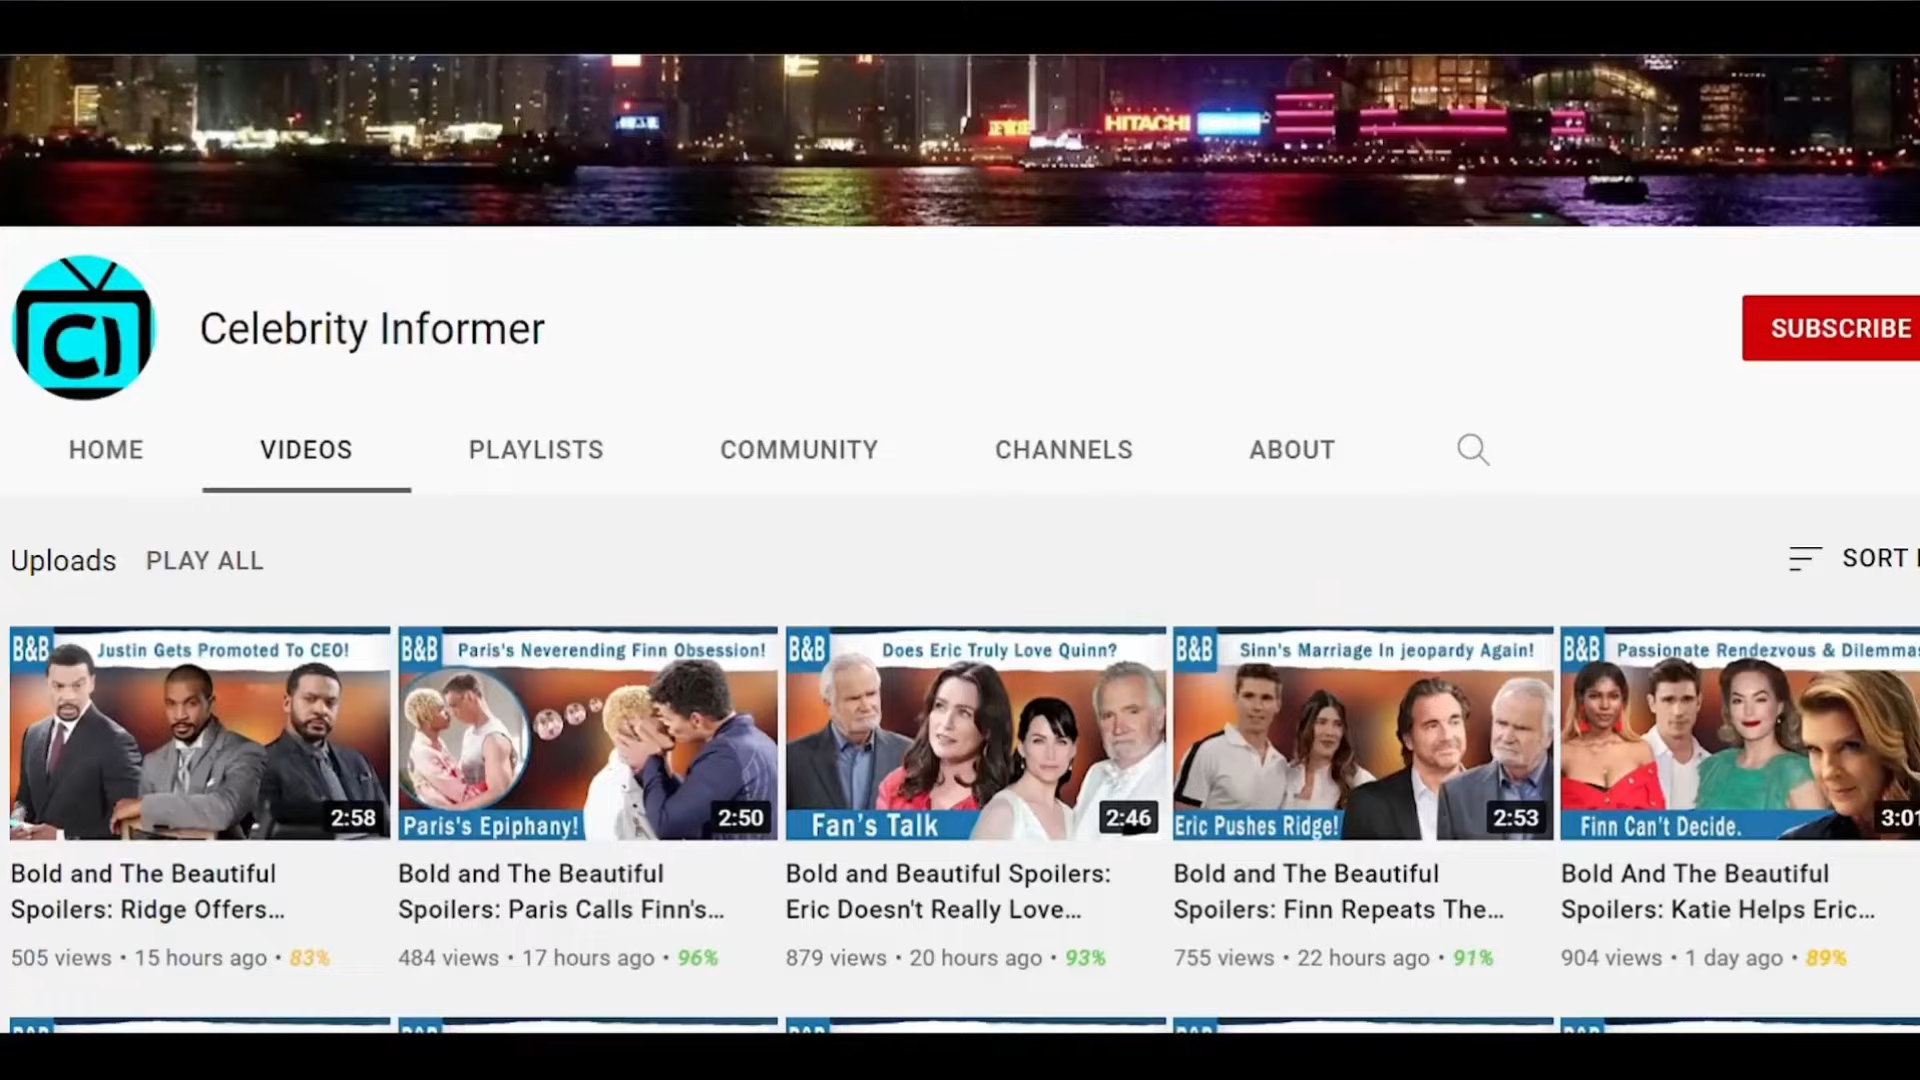 HITACHI
CI
Celebrity Informer
SUBSCRIBE
HOME
VIDEOS
PLAYLISTS
COMMUNITY
CHANNELS
ABOUT
Uploads
PLAY ALL
SORT
B&B
Justin Gets Promoted To CEO!
2:58
B&B
Paris's Neverending Finn Obsession!
Paris's Epiphany!
2:50
B&B
Does Eric Truly Love Quinn?
Fan's Talk
2:46
B&B
Sinn's Marriage In jeopardy Again!
Eric Pushes Ridge!
2:53
B&B
Passionate Rendezvous & Dilemmas
Finn Can't Decide.
3:01
Bold and The Beautiful
Spoilers: Ridge Offers...
505 views • 15 hours ago • 83%
Bold and The Beautiful
Spoilers: Paris Calls Finn's...
484 views • 17 hours ago • 96%
Bold and Beautiful Spoilers:
Eric Doesn't Really Love...
879 views • 20 hours ago • 93%
Bold and The Beautiful
Spoilers: Finn Repeats The...
755 views • 22 hours ago • 91%
Bold And The Beautiful
Spoilers: Katie Helps Eric...
904 views • 1 day ago • 89%